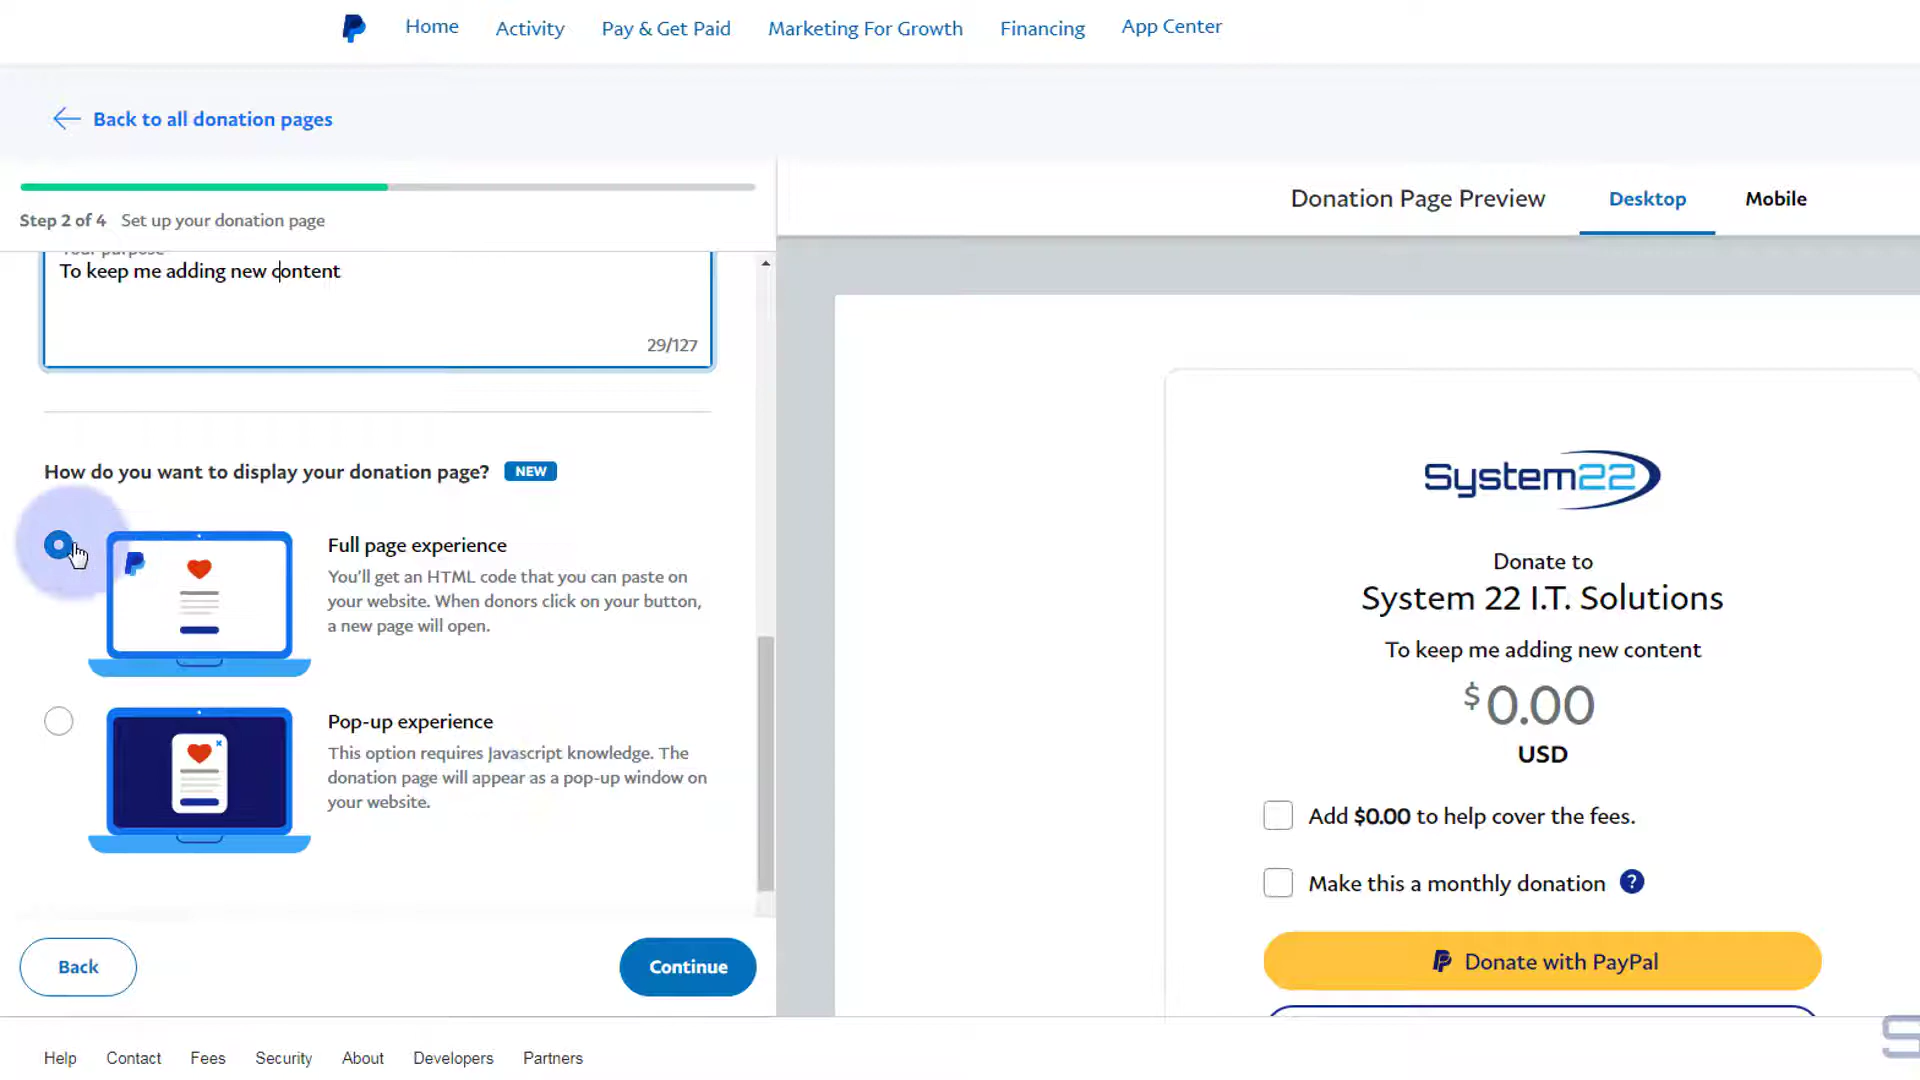 Home
Activity
Pay & Get Paid
Marketing For Growth
Financing
App Center
Back to all donation pages
Step 2 of 4 Set up your donation page
Your purpose
To keep me adding new content
29/127
How do you want to display your donation page? NEW
Full page experience
You'll get an HTML code that you can paste on
your website. When donors click on your button,
a new page will open.
Pop-up experience
This option requires Javascript knowledge. The
donation page will appear as a pop-up window on
your website.
Back
Continue
Donation Page Preview
Desktop
Mobile
System22
Donate to
System 22 I.T. Solutions
To keep me adding new content
$0.00
USD
Add $0.00 to help cover the fees.
Make this a monthly donation ?
Donate with PayPal
Help
Contact
Fees
Security
About
Developers
Partners